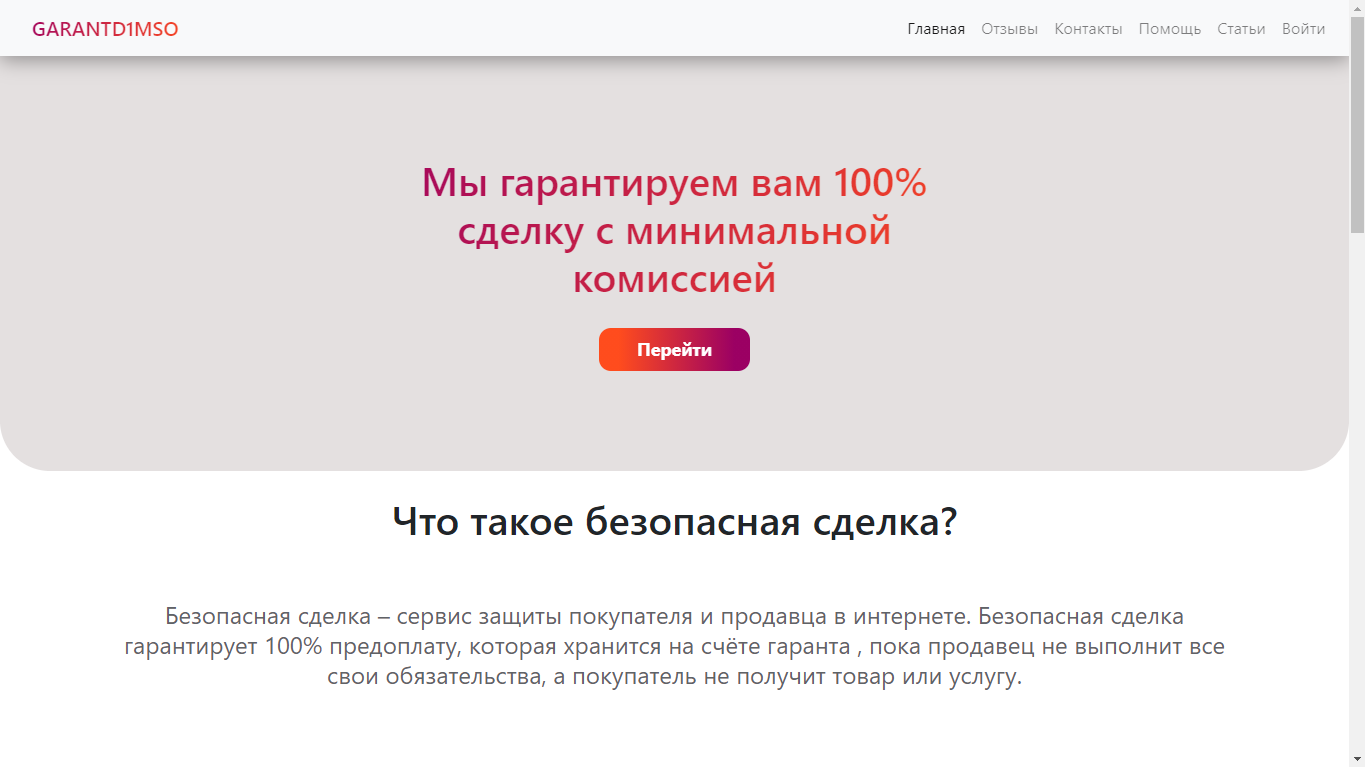 GARANTD1MSO
Главная Отзывы Контакты Помощь Статьи Войти
Мы гарантируем вам 100%
сделку с минимальной
комиссией
Перейти
Что такое безопасная сделка?
Безопасная сделка – сервис защиты покупателя и продавца в интернете. Безопасная сделка
гарантирует 100% предоплату, которая хранится на счёте гаранта , пока продавец не выполнит все
свои обязательства, а покупатель не получит товар или услугу.